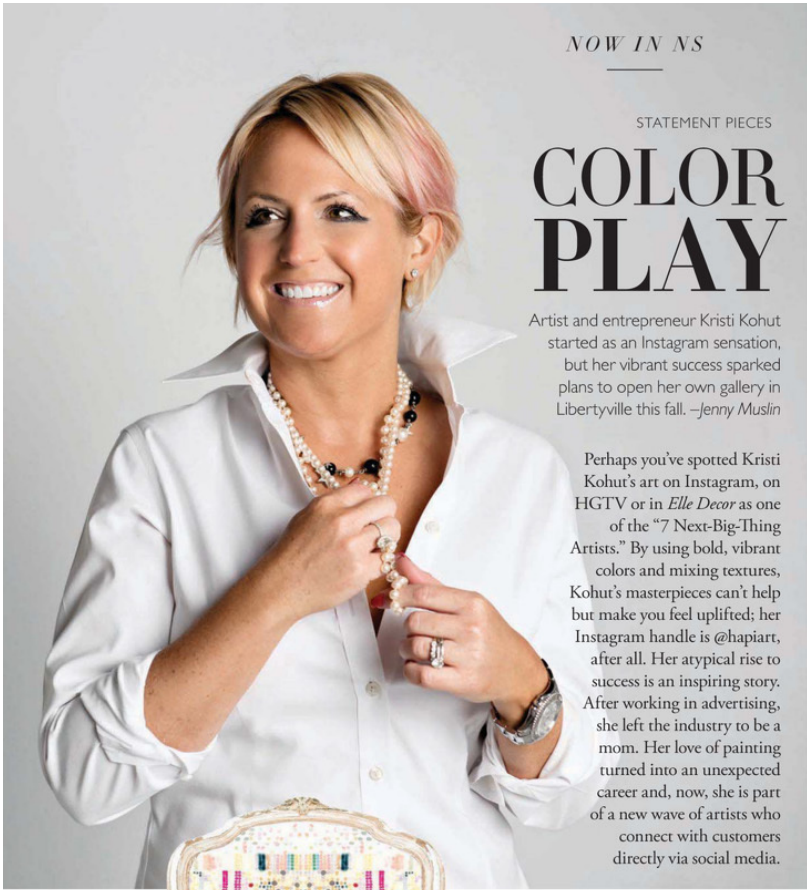 NOW IN NS
STATEMENT PIECES
COLOR
PLAY
Artist and entrepreneur Kristi Kohut
started as an Instagram sensation,
but her vibrant success sparked
plans to open her own gallery in
Libertyville this fall. –Jenny Muslin
Perhaps you’ve spotted Kristi
Kohut’s art on Instagram, on
HGTV or in Elle Decor as one
of the “7 Next-Big-Thing
Artists.” By using bold, vibrant
colors and mixing textures,
Kohut’s masterpieces can’t help
but make you feel uplifted; her
Instagram handle is @hapiart,
after all. Her atypical rise to
success is an inspiring story.
After working in advertising,
she left the industry to be a
mom. Her love of painting
turned into an unexpected
career and, now, she is part
of a new wave of artists who
connect with customers
directly via social media.